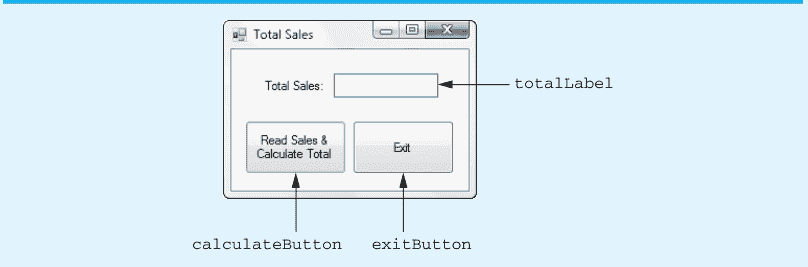 Total Sales
Total Sales:
totalLabel
Read Sales &
Calculate Total
Exit
calculateButton
exitButton